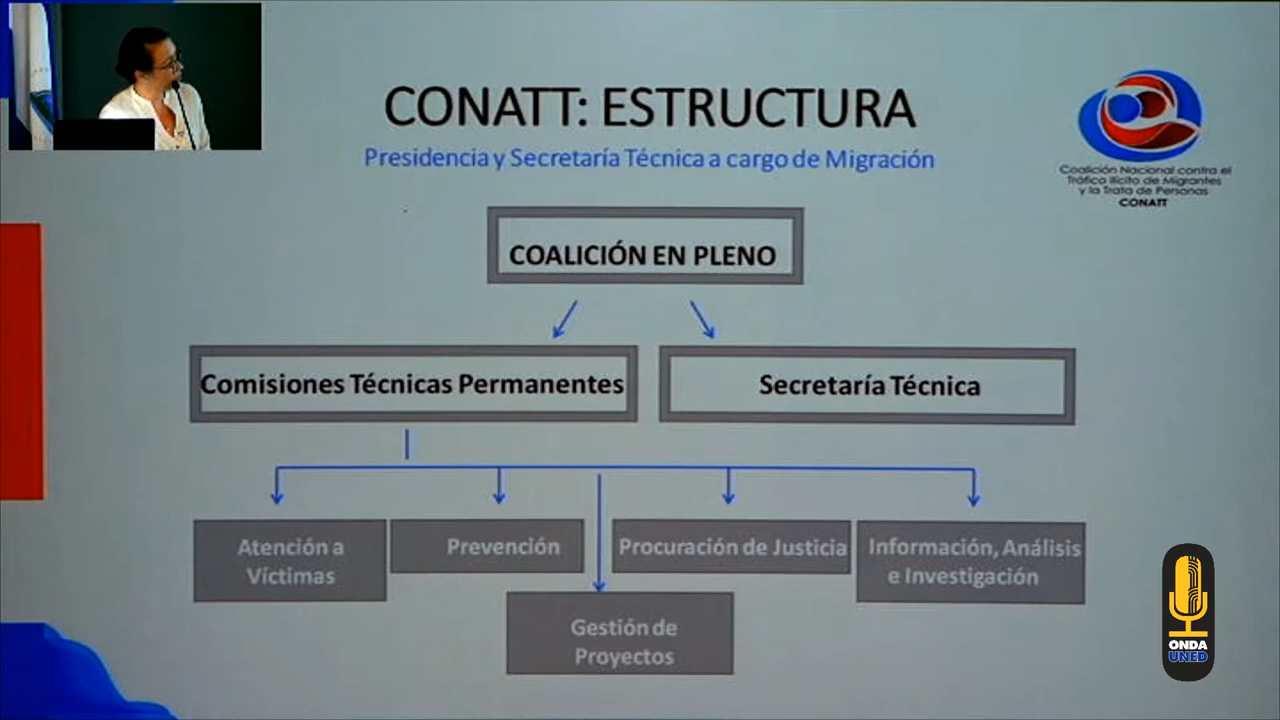 CONATT: ESTRUCTURA
Presidencia y Secretaría Técnica a cargo de Migración
Coalición Nacional contra el
Tráfico Ilícito de Migrantes
y la Trata de Personas
CONATT
COALICIÓN EN PLENO
Comisiones Técnicas Permanentes
Secretaría Técnica
Atención a
Víctimas
Prevención
Procuración de Justicia
Información, Análisis
e Investigación
Gestión de
Proyectos
ONDA
UNED